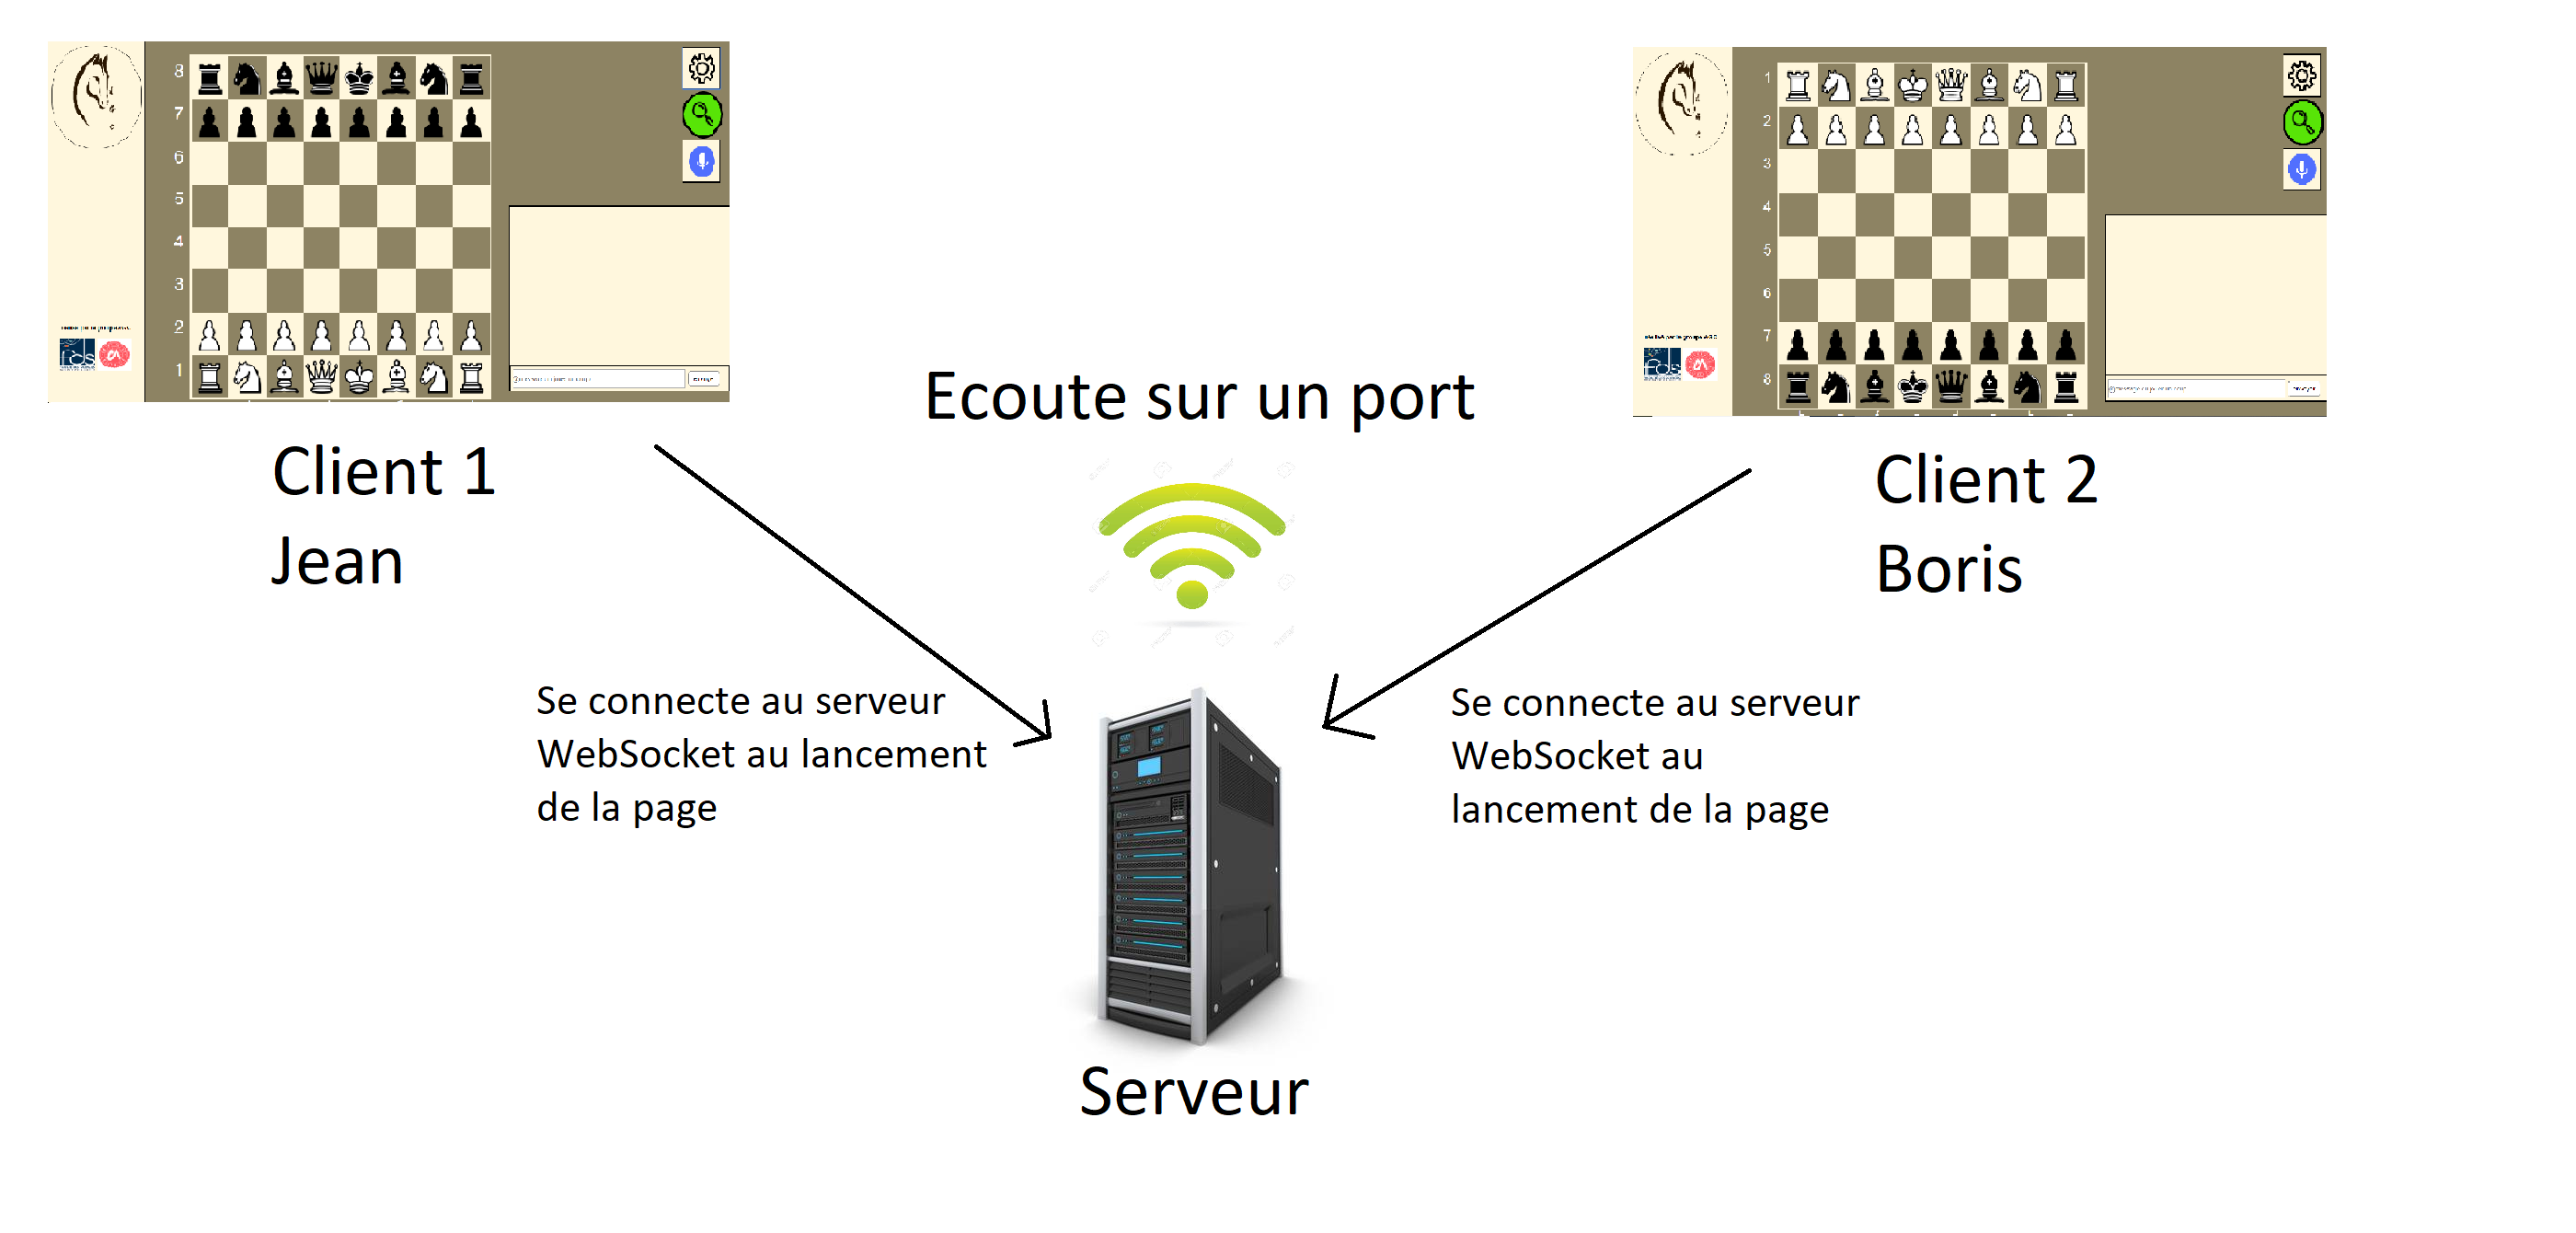 8
7
6
5
4
3
2
1
fds
1
2
3
4
5
6
7
8
fds
Ecoute sur un port
Client 1
Jean
Client 2
Boris
Se connecte au serveur
WebSocket au lancement
de la page
Se connecte au serveur
WebSocket au
lancement de la page
Serveur